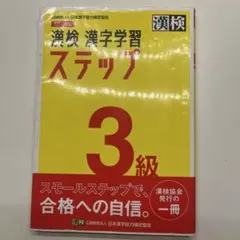 漢検
公益財団法人 日本漢字能力検定協会
漢検 漢字学習
ステップ
3級
スモールステップで、
合格への自信。
漢検協会
発行の
一冊
公益財団法人 日本漢字能力検定協会